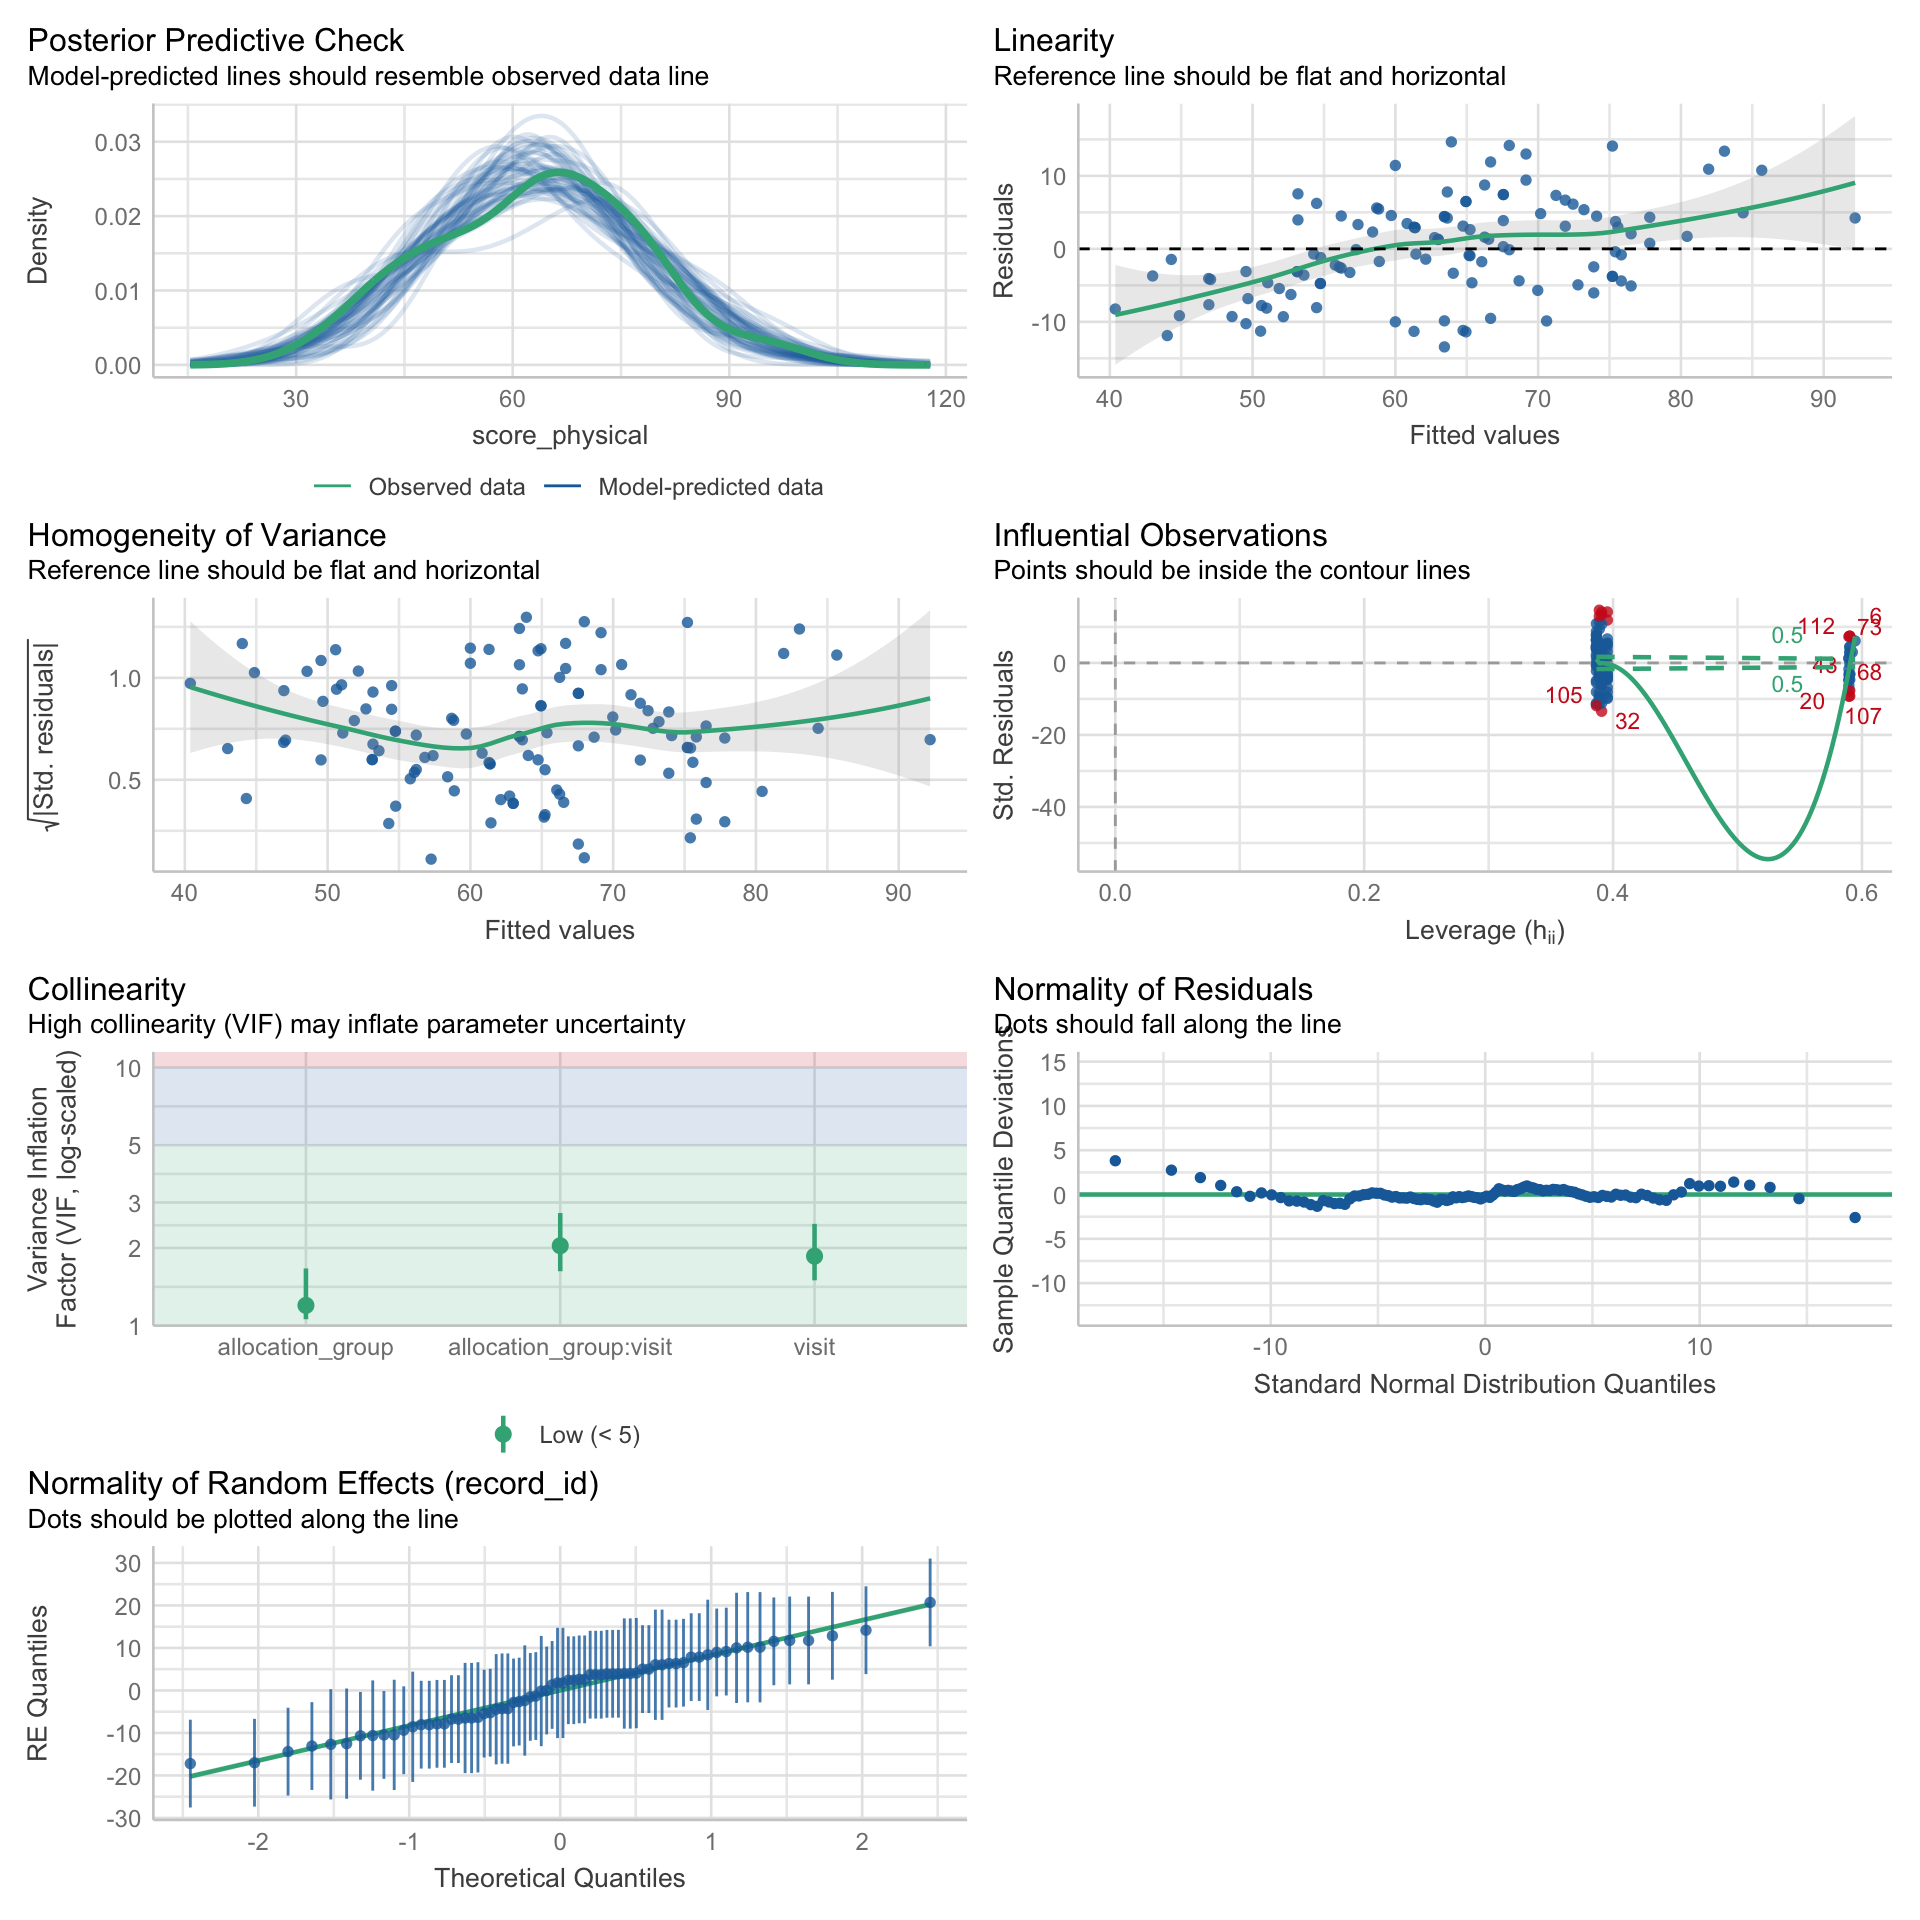 Posterior Predictive Check
Model-predicted lines should resemble observed data line
Density
0.03
0.02
0.01
0.00
30
60
90
120
score_physical
Observed data
Model-predicted data
Linearity
Reference line should be flat and horizontal
Residuals
10
0
-10
40
50
60
70
80
90
Fitted values
Homogeneity of Variance
Reference line should be flat and horizontal
√|Std. residuals|
1.0
0.5
40
50
60
70
80
90
Fitted values
Influential Observations
Points should be inside the contour lines
Std. Residuals
0
-20
-40
0.5
0.5
112
6
73
43
68
20
107
105
32
0.0
0.2
0.4
0.6
Leverage (hii)
Collinearity
High collinearity (VIF) may inflate parameter uncertainty
Variance Inflation
Factor (VIF, log-scaled)
10
5
3
2
1
allocation_group
allocation_group:visit
visit
Low (< 5)
Normality of Residuals
Dots should fall along the line
Sample Quantile Deviations
15
10
5
0
-5
-10
-10
0
10
Standard Normal Distribution Quantiles
Normality of Random Effects (record_id)
Dots should be plotted along the line
RE Quantiles
30
20
10
0
-10
-20
-30
-2
-1
0
1
2
Theoretical Quantiles